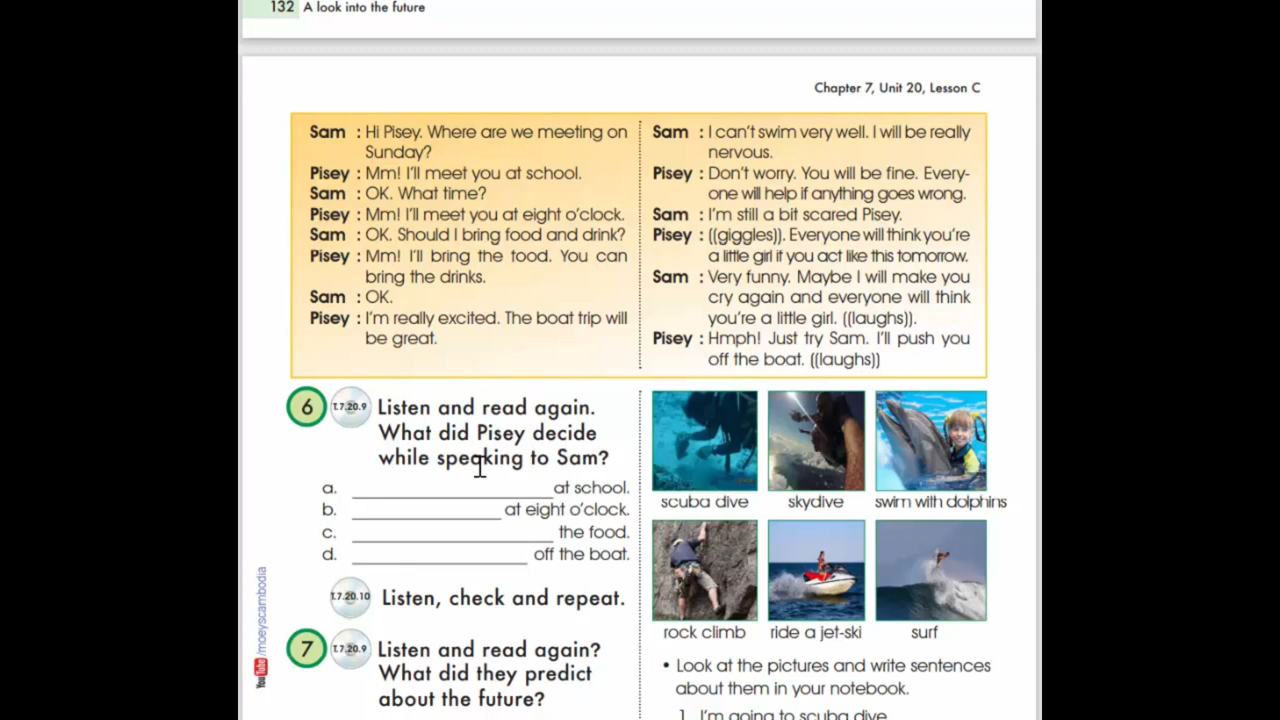 132 A look into the future
Chapter 7, Unit 20, Lesson C
Sam : Hi Pisey. Where are we meeting on
Sunday?
Pisey : Mm! I'll meet you at school.
Sam : OK. What time?
Pisey : Mm! I'll meet you at eight o'clock.
Sam : OK. Should I bring food and drink?
Pisey : Mm! I'll bring the food. You can
bring the drinks.
Sam : OK.
Pisey : I'm really excited. The boat trip will
be great.
Sam : I can't swim very well. I will be really
nervous.
Pisey : Don't worry. You will be fine. Every-
one will help if anything goes wrong.
Sam : I'm still a bit scared Pisey.
Pisey : ((giggles)). Everyone will think you're
a little girl if you act like this tomorrow.
Sam : Very funny. Maybe I will make you
cry again and everyone will think
you're a little girl. ((laughs)).
Pisey : Hmph! Just try Sam. I'll push you
off the boat. ((laughs))
6 T.7.20.9 Listen and read again.
What did Pisey decide
while speaking to Sam?
a. ____________________ at school.
b. _______________ at eight o'clock.
c. ____________________ the food.
d. __________________ off the boat.
T.7.20.10 Listen, check and repeat.
7 T.7.20.9 Listen and read again?
What did they predict
about the future?
scuba dive skydive swim with dolphins
rock climb ride a jet-ski surf
• Look at the pictures and write sentences
about them in your notebook.
1. I'm going to scuba dive
YouTube /moeyscambodia